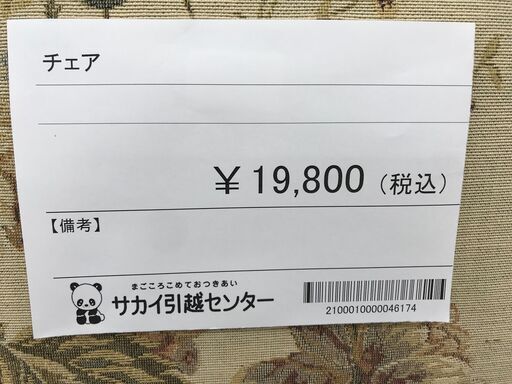 チェア
￥19,800（税込）
【備考】
まごころこめておつきあい
サカイ引越センター
2100010000046174